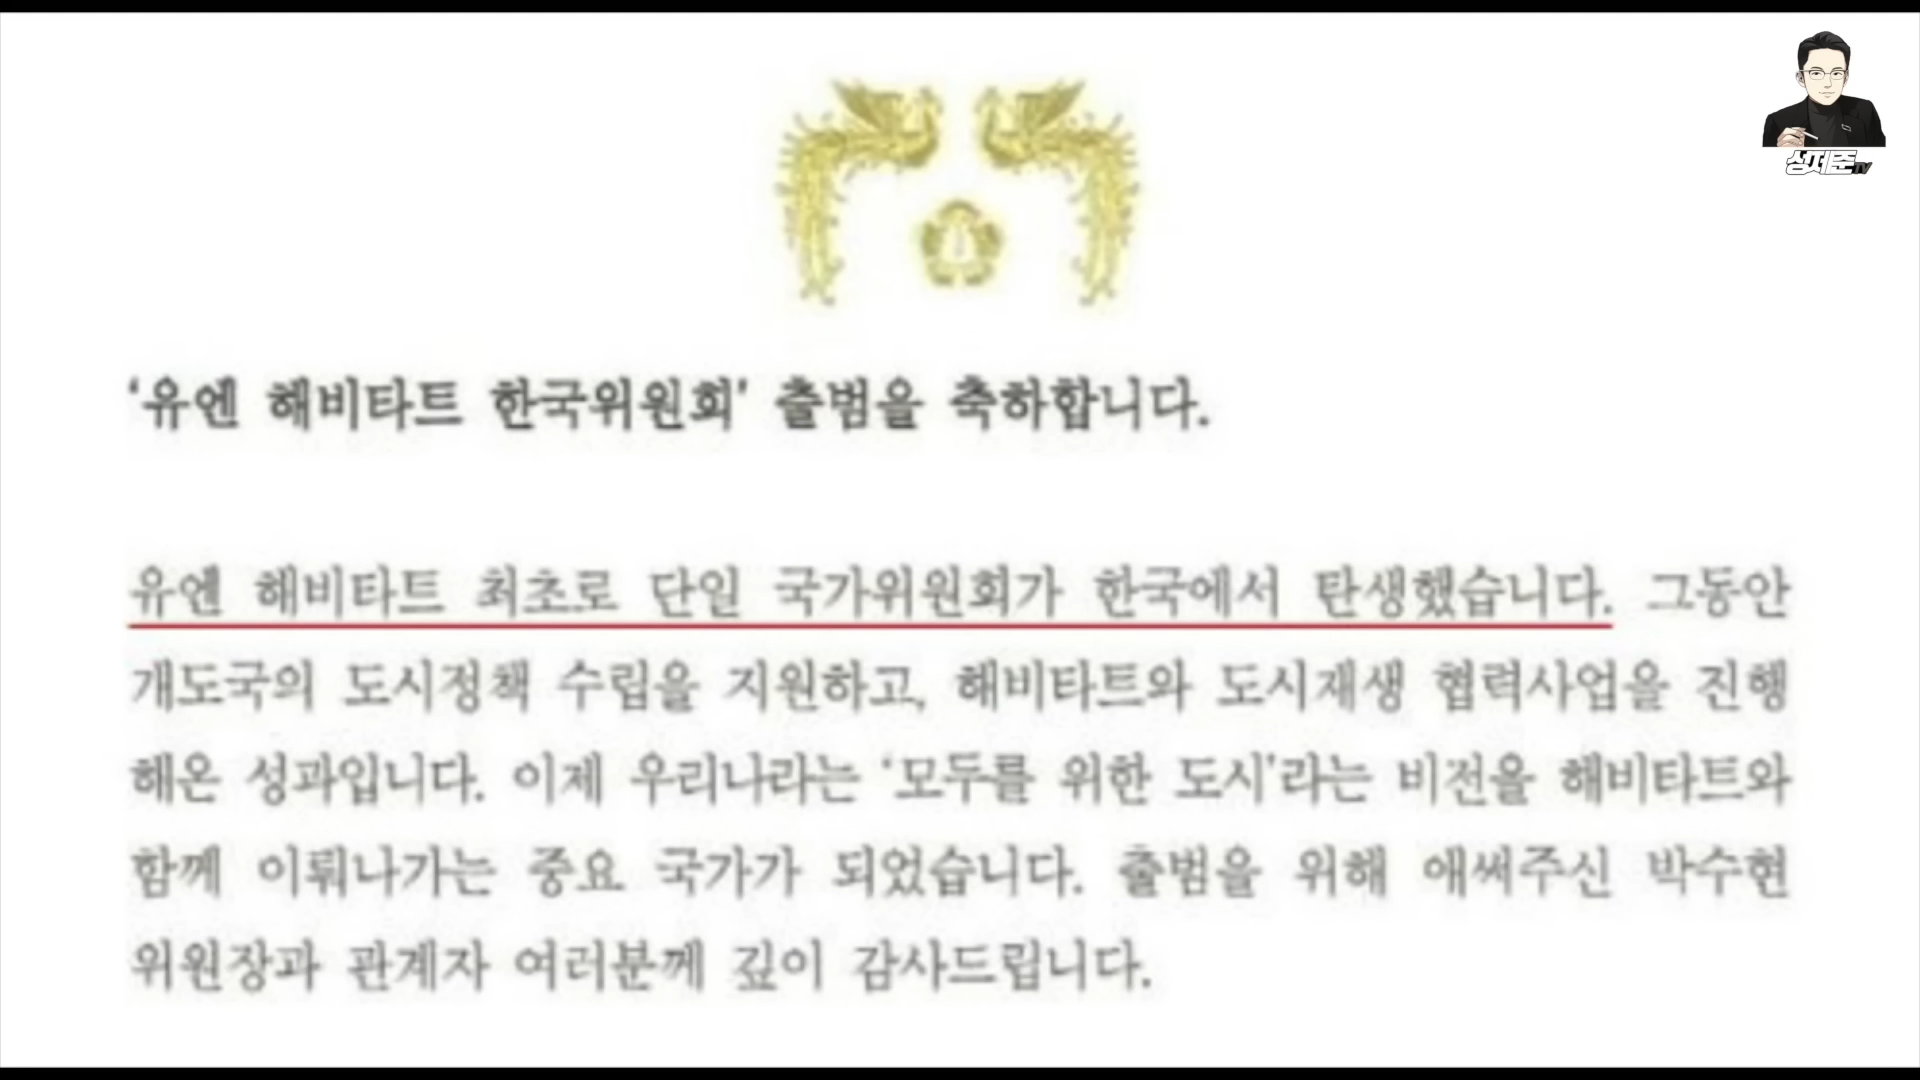 성제준TV
‘유엔 해비타트 한국위원회’ 출범을 축하합니다.
유엔 해비타트 최초로 단일 국가위원회가 한국에서 탄생했습니다. 그동안
개도국의 도시정책 수립을 지원하고, 해비타트와 도시재생 협력사업을 진행
해온 성과입니다. 이제 우리나라는 ‘모두를 위한 도시’라는 비전을 해비타트와
함께 이뤄나가는 중요 국가가 되었습니다. 출범을 위해 애써주신 박수현
위원장과 관계자 여러분께 깊이 감사드립니다.